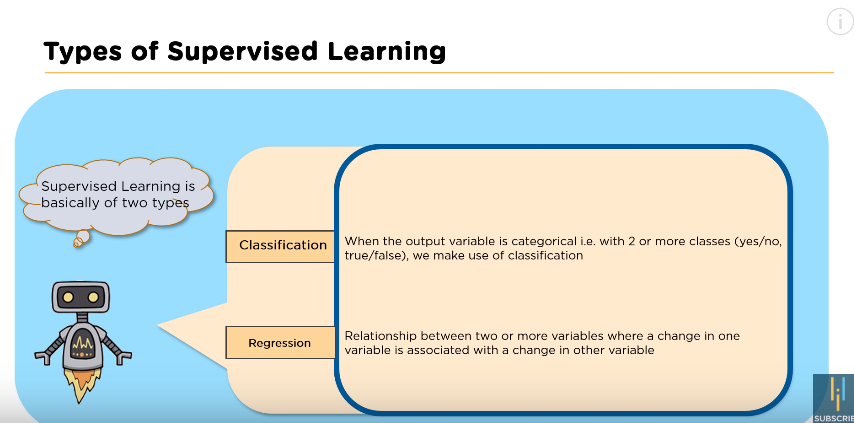 Types of Supervised Learning
Supervised Learning is
basically of two types
Classification
When the output variable is categorical i.e. with 2 or more classes (yes/no,
true/false), we make use of classification
Regression
Relationship between two or more variables where a change in one
variable is associated with a change in other variable
i
SUBSCRIBE